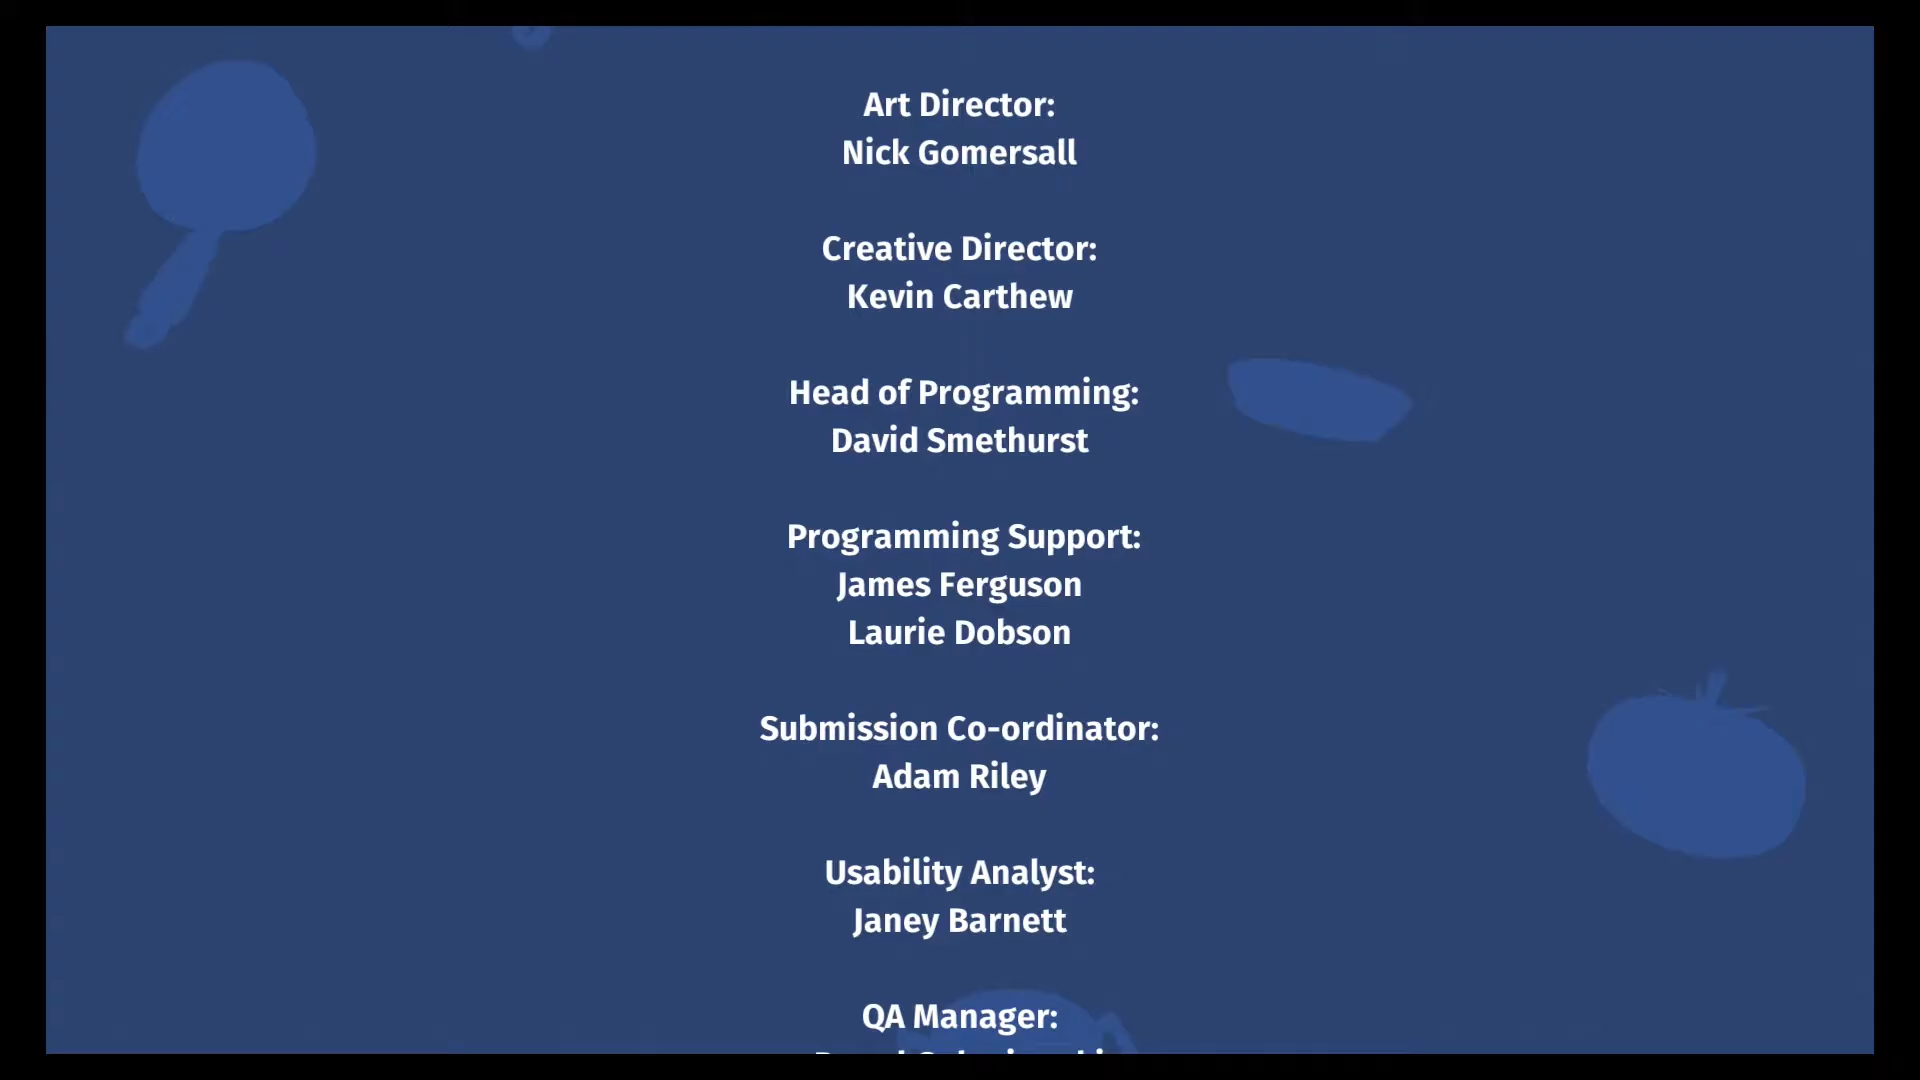 Art Director:
Nick Gomersall
Creative Director:
Kevin Carthew
Head of Programming:
David Smethurst
Programming Support:
James Ferguson
Laurie Dobson
Submission Co-ordinator:
Adam Riley
Usability Analyst:
Janey Barnett
QA Manager: